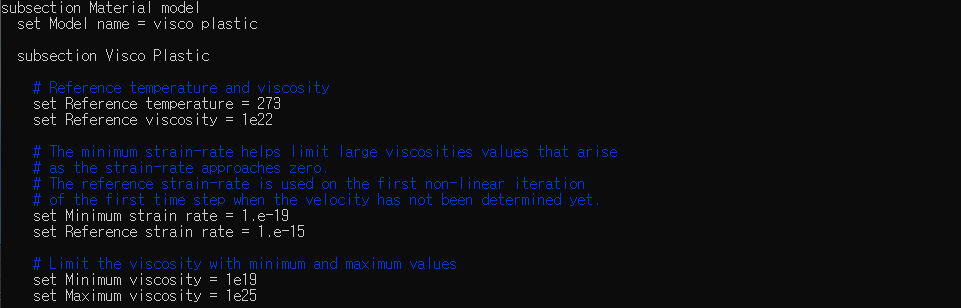 subsection Material model
set Model name = visco plastic
subsection Visco Plastic
# Reference temperature and viscosity
set Reference temperature = 273
set Reference viscosity = 1e22
# The minimum strain-rate helps limit large viscosities values that arise
# as the strain-rate approaches zero.
# The reference strain-rate is used on the first non-linear iteration
# of the first time step when the velocity has not been determined yet.
set Minimum strain rate = 1.e-19
set Reference strain rate = 1.e-15
# Limit the viscosity with minimum and maximum values
set Minimum viscosity = 1e19
set Maximum viscosity = 1e25